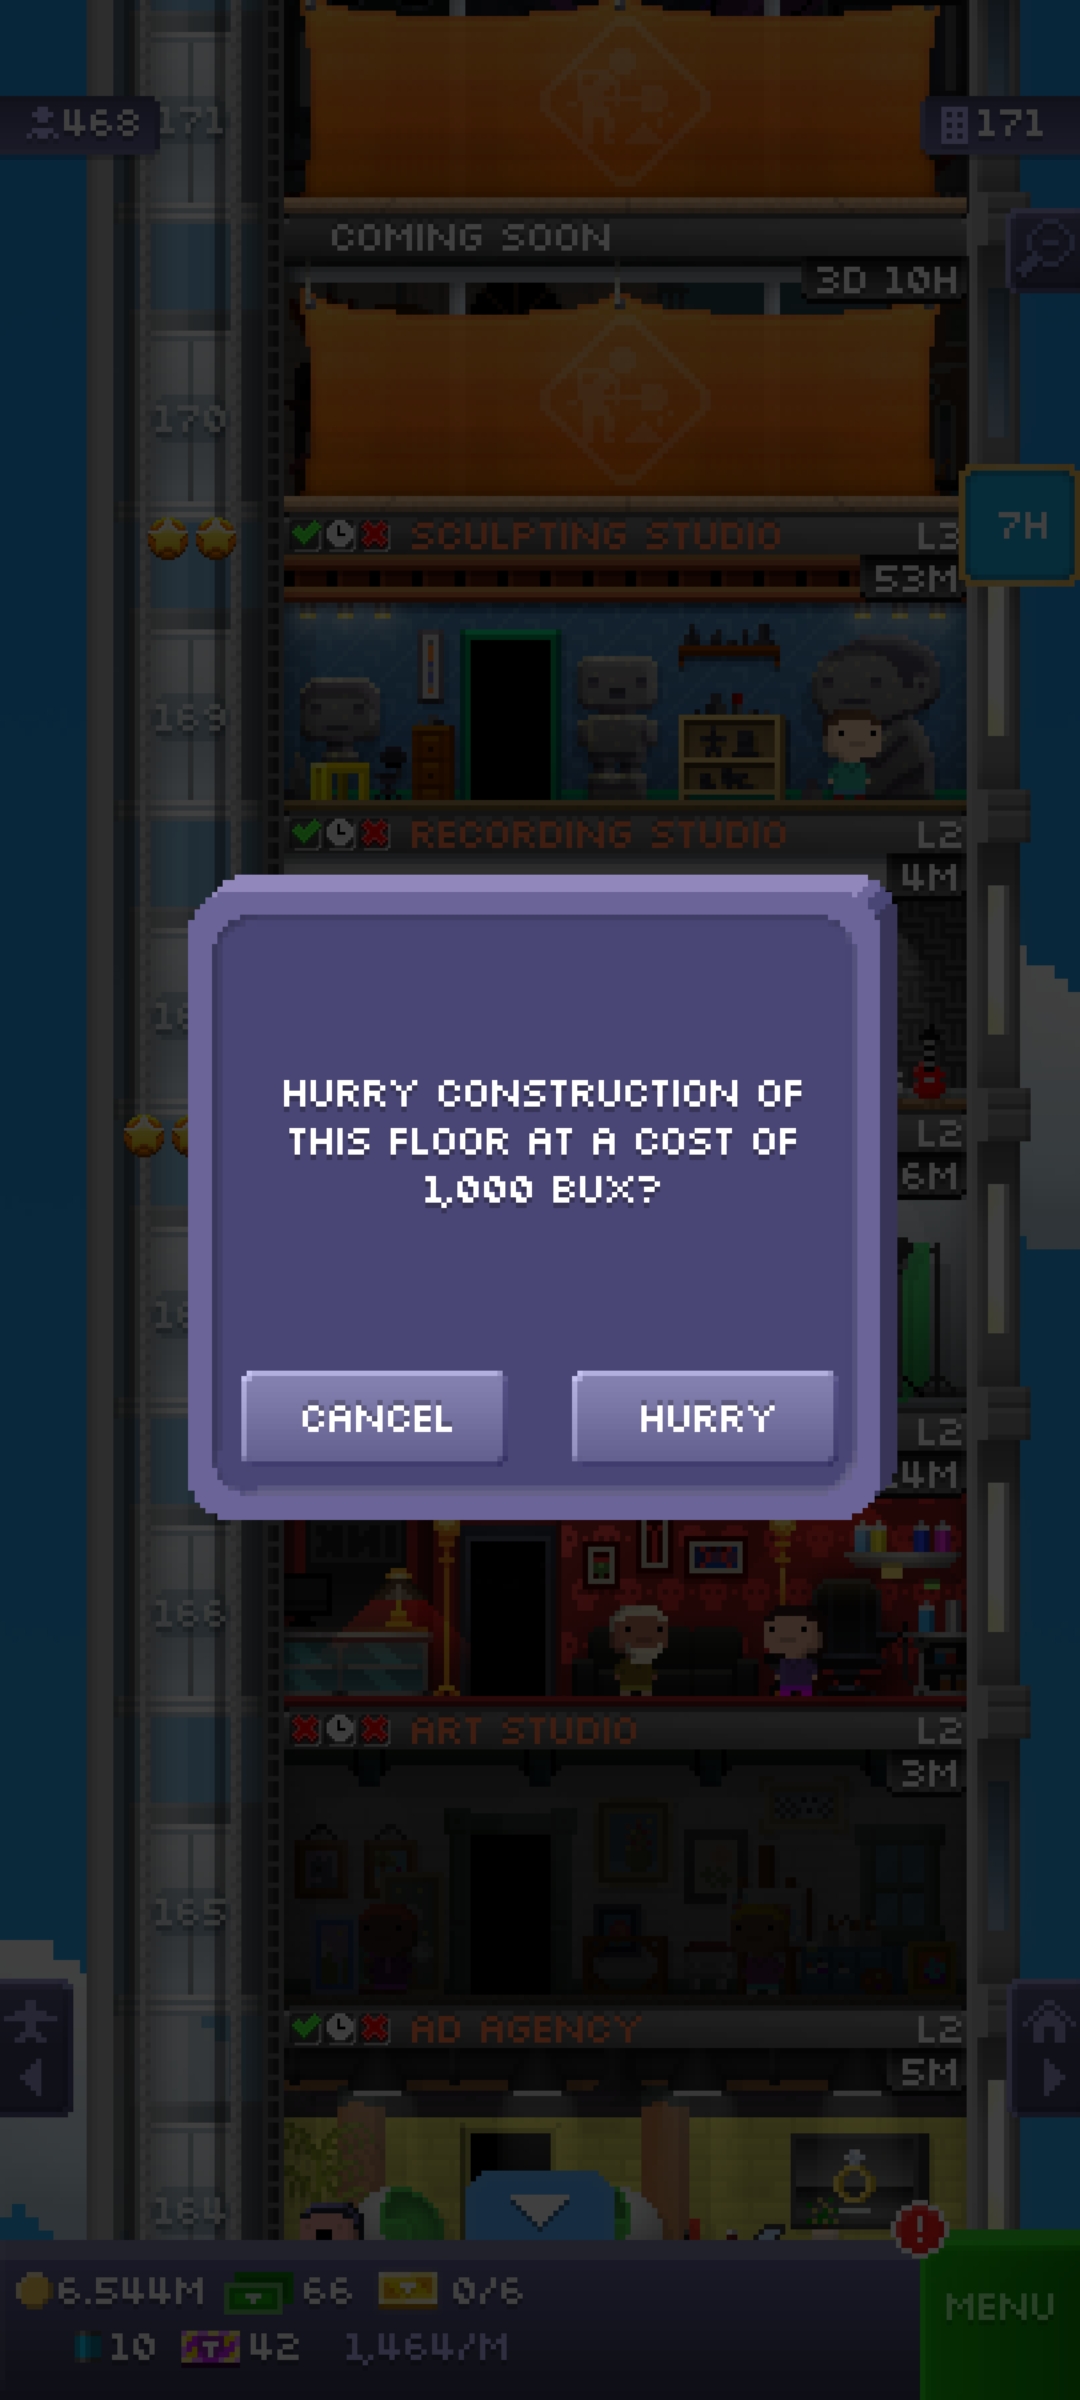 468
171
171
COMING SOON
3D 10H
170
7H
SCULPTING STUDIO L3
53M
169
RECORDING STUDIO L2
4M
L2
6M
HURRY CONSTRUCTION OF
THIS FLOOR AT A COST OF
1,000 BUX?
CANCEL
HURRY
L2
4M
166
ART STUDIO L2
3M
165
AD AGENCY L2
5M
164
6.544M 66 0/6
10 42 1,464/M
MENU